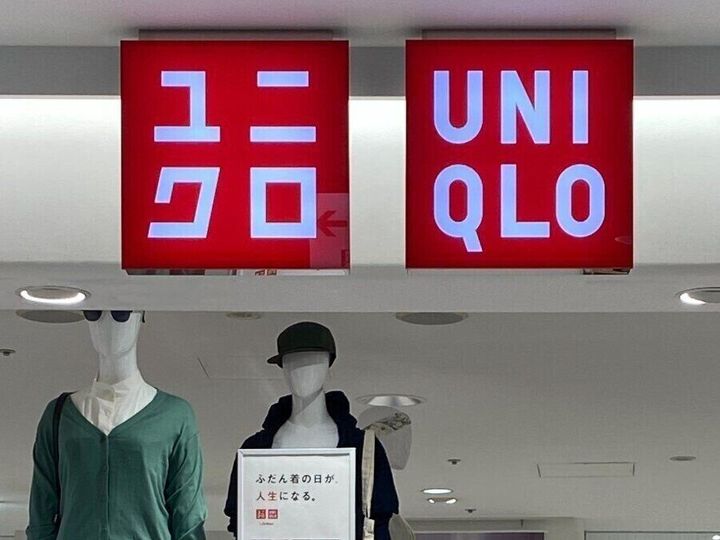 ユニ
クロ
UNI
QLO
ふだん着の日が、
人生になる。